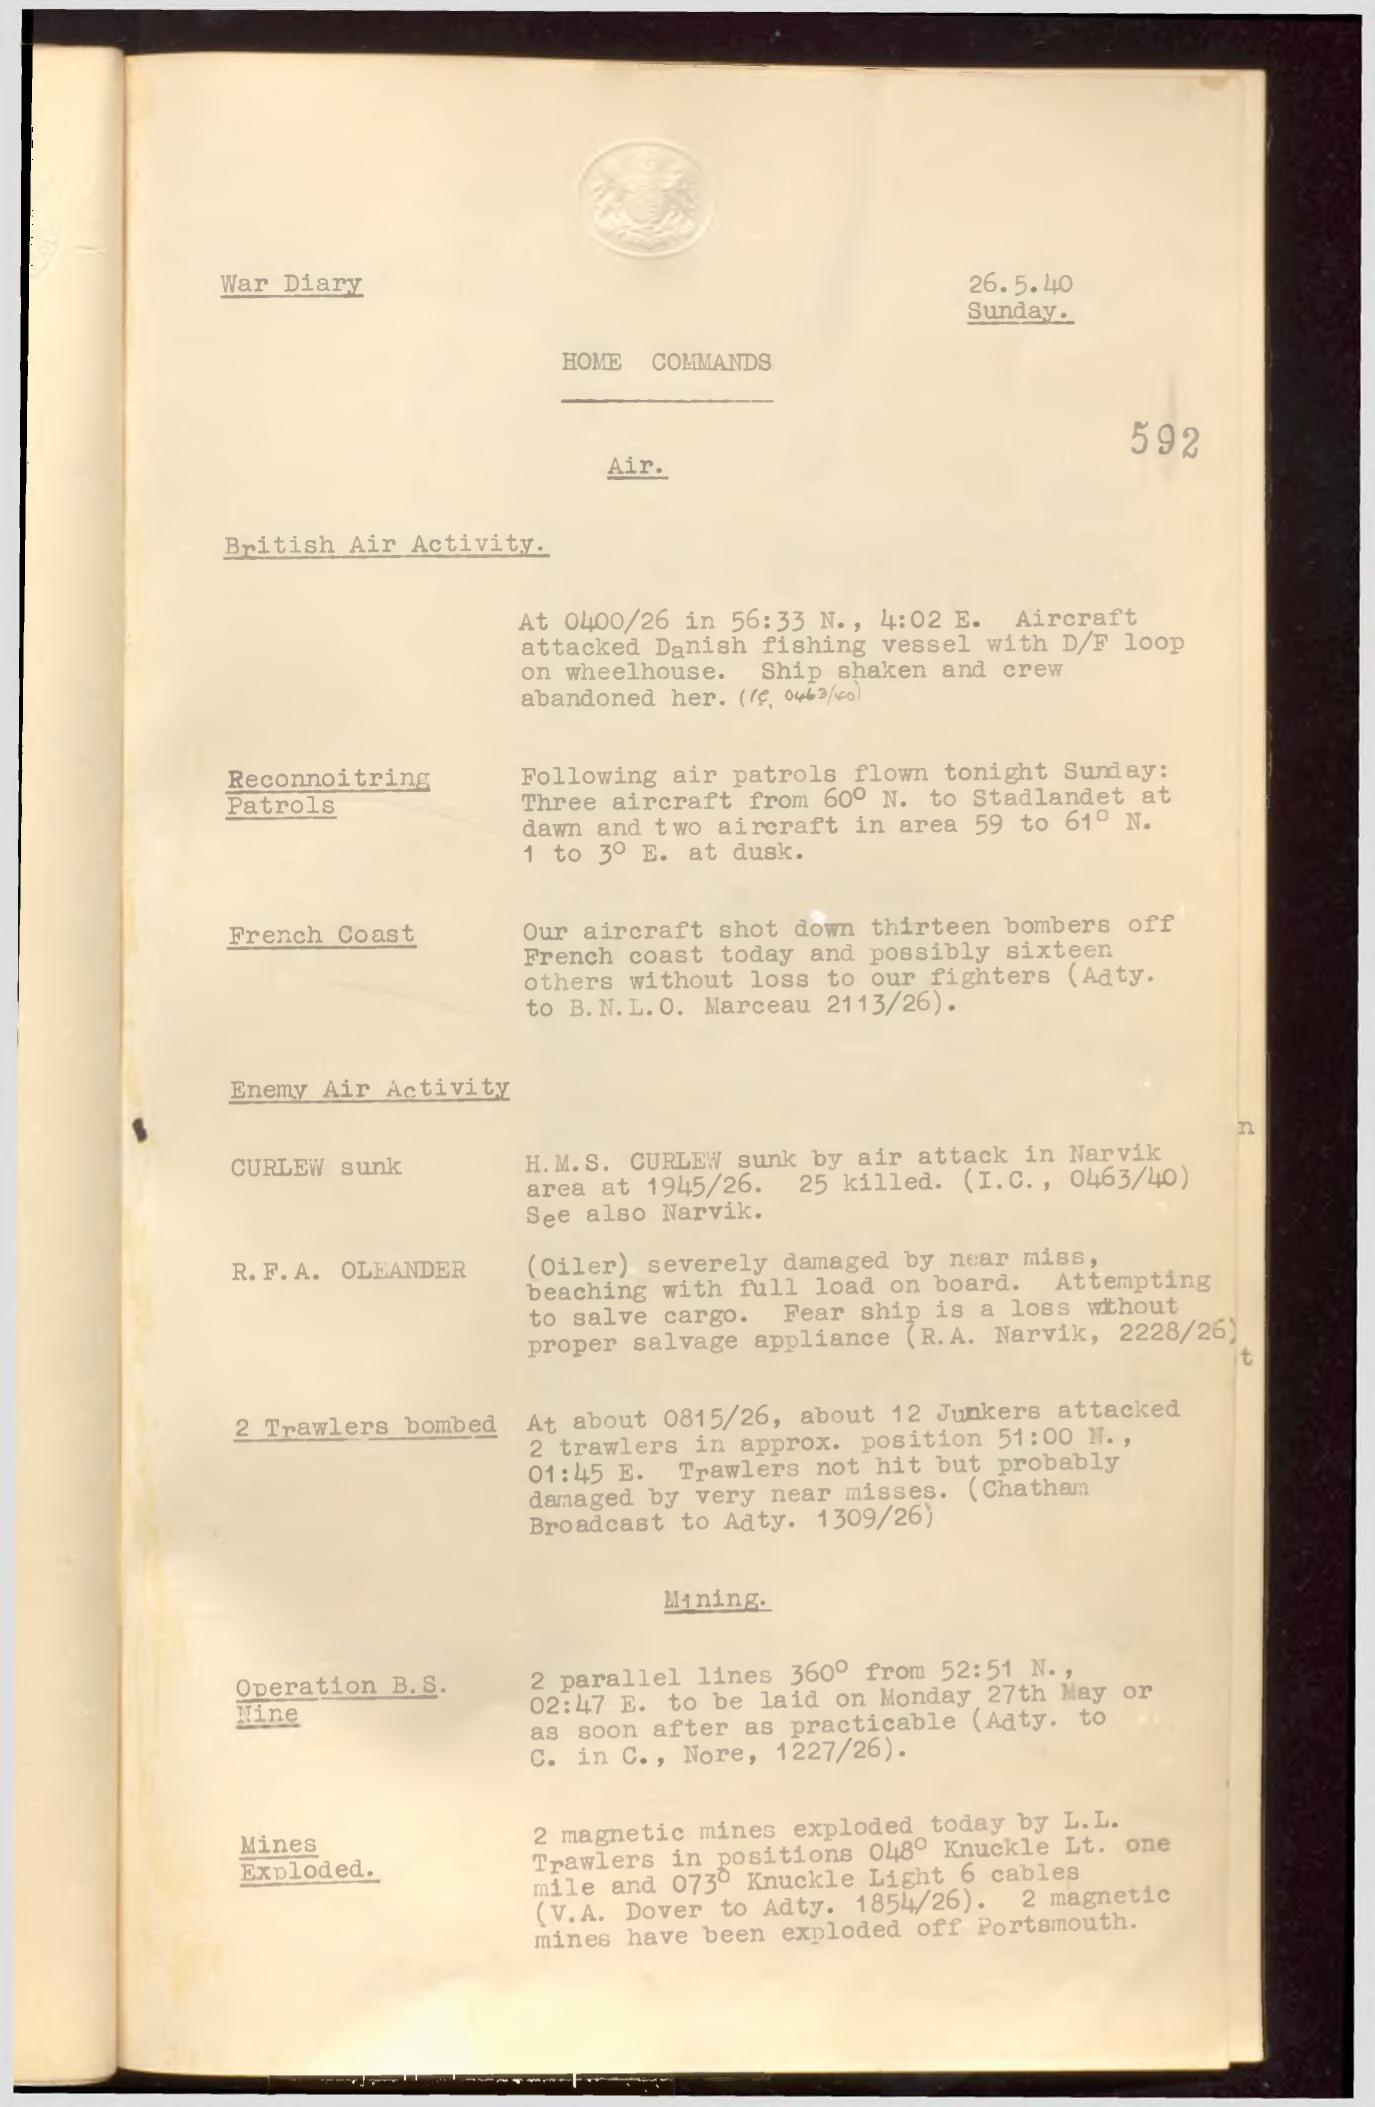 War Diary
26.5.40
Sunday.
HOME COMMANDS
592
Air.
British Air Activity.
At 0400/26 in 56:33 N., 4:02 E. Aircraft
attacked Danish fishing vessel with D/F loop
on wheelhouse. Ship shaken and crew
abandoned her. (IC, 0463/40)
Reconnoitring
Patrols
Following air patrols flown tonight Sunday:
Three aircraft from 60° N. to Stadlandet at
dawn and two aircraft in area 59 to 61° N.
1 to 3° E. at dusk.
French Coast
Our aircraft shot down thirteen bombers off
French coast today and possibly sixteen
others without loss to our fighters (Adty.
to B.N.L.O. Marceau 2113/26).
Enemy Air Activity
n
CURLEW sunk
H.M.S. CURLEW sunk by air attack in Narvik
area at 1945/26. 25 killed. (I.C., 0463/40)
See also Narvik.
R.F.A. OLEANDER
(Oiler) severely damaged by near miss,
beaching with full load on board. Attempting
to salve cargo. Fear ship is a loss without
proper salvage appliance (R.A. Narvik, 2228/26)
t
2 Trawlers bombed
At about 0815/26, about 12 Junkers attacked
2 trawlers in approx. position 51:00 N.,
01:45 E. Trawlers not hit but probably
damaged by very near misses. (Chatham
Broadcast to Adty. 1309/26)
Mining.
Operation B.S.
Nine
2 parallel lines 360° from 52:51 N.,
02:47 E. to be laid on Monday 27th May or
as soon after as practicable (Adty. to
C. in C., Nore, 1227/26).
Mines
Exploded.
2 magnetic mines exploded today by L.L.
Trawlers in positions 048° Knuckle Lt. one
mile and 073° Knuckle Light 6 cables
(V.A. Dover to Adty. 1854/26). 2 magnetic
mines have been exploded off Portsmouth.